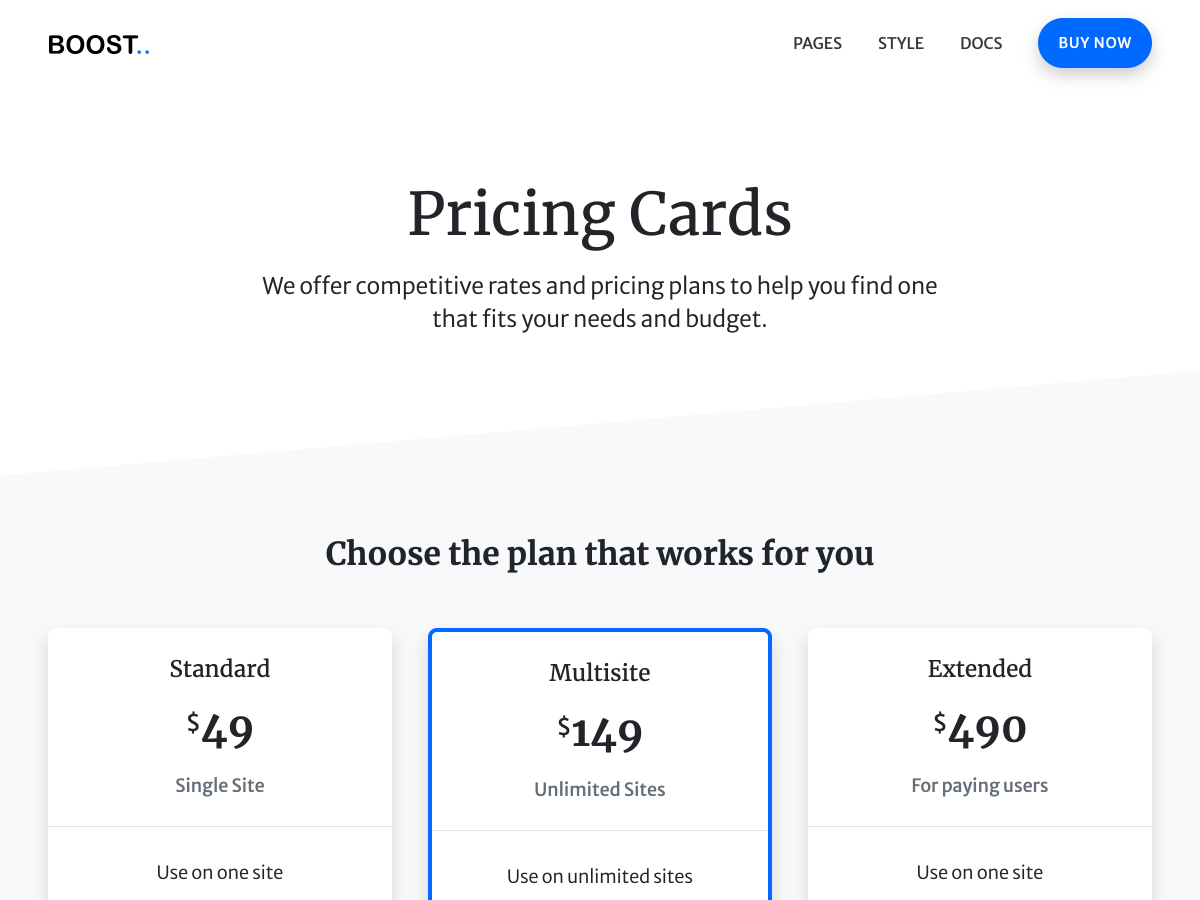 BOOST..
PAGES
STYLE
DOCS
BUY NOW
Pricing Cards
We offer competitive rates and pricing plans to help you find one
that fits your needs and budget.
Choose the plan that works for you
Standard
$49
Single Site
Use on one site
Multisite
$149
Unlimited Sites
Use on unlimited sites
Extended
$490
For paying users
Use on one site